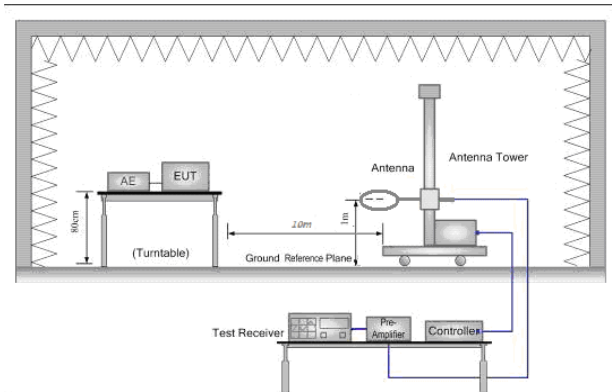 Antenna Tower
Antenna
AE
EUT
80cm
(Turntable)
10m
1m
Ground Reference Plane
Test Receiver
Pre-
Amplifier
Controller